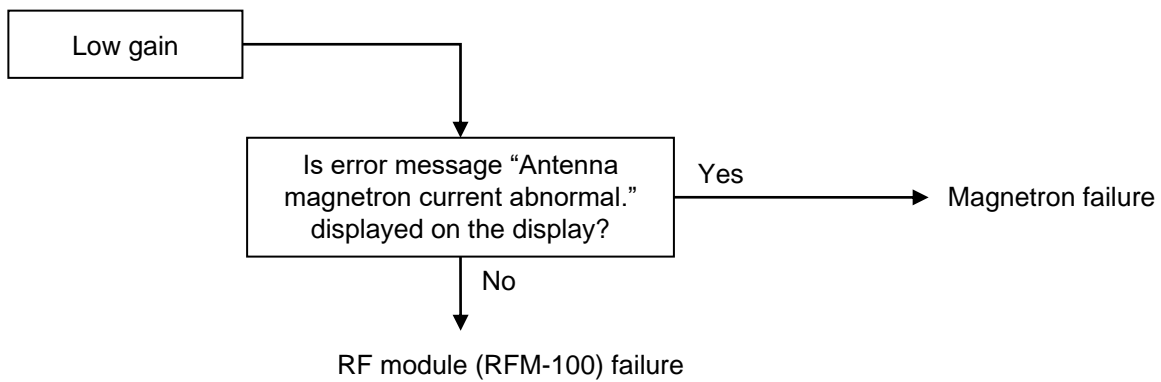 Low gain
Is error message “Antenna
magnetron current abnormal.”
displayed on the display?
Yes
Magnetron failure
No
RF module (RFM-100) failure